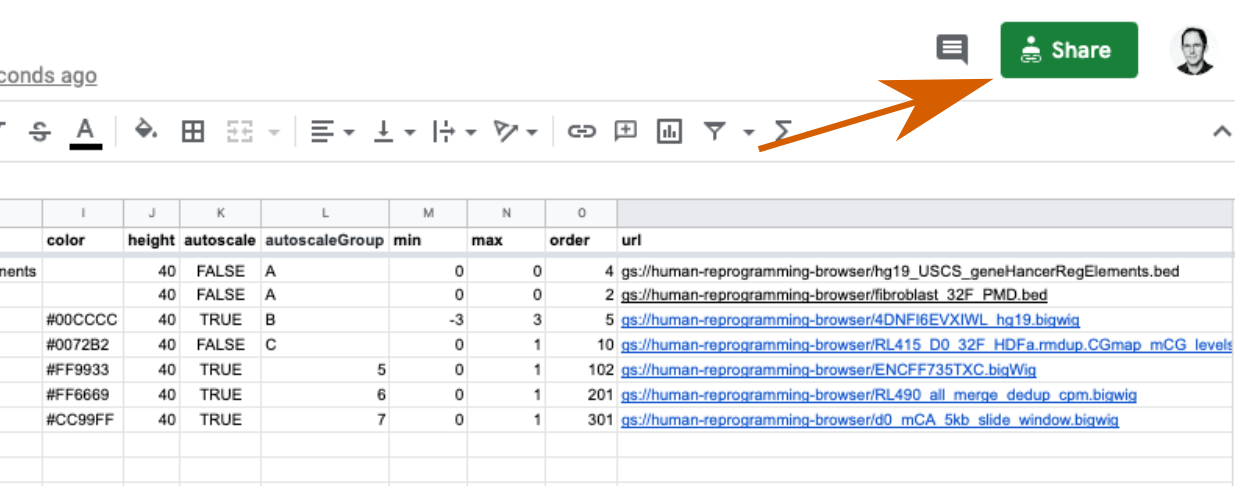 Share
conds ago
A
I J K L M N O
color height autoscale autoscaleGroup min max order url
nents 40 FALSE A 0 0 4 gs://human-reprogramming-browser/hg19_USCS_geneHancerRegElements.bed
40 FALSE A 0 0 2 gs://human-reprogramming-browser/fibroblast_32F_PMD.bed
#00CCCC 40 TRUE B -3 3 5 gs://human-reprogramming-browser/4DNFI6EVXIWL_hg19.bigwig
#0072B2 40 FALSE C 0 1 10 gs://human-reprogramming-browser/RL415_D0_32F_HDFa.rmdup.CGmap_mCG_levels
#FF9933 40 TRUE 5 0 1 102 gs://human-reprogramming-browser/ENCFF735TXC.bigWig
#FF6669 40 TRUE 6 0 1 201 gs://human-reprogramming-browser/RL490_all_merge_dedup_cpm.bigwig
#CC99FF 40 TRUE 7 0 1 301 gs://human-reprogramming-browser/d0_mCA_5kb_slide_window.bigwig